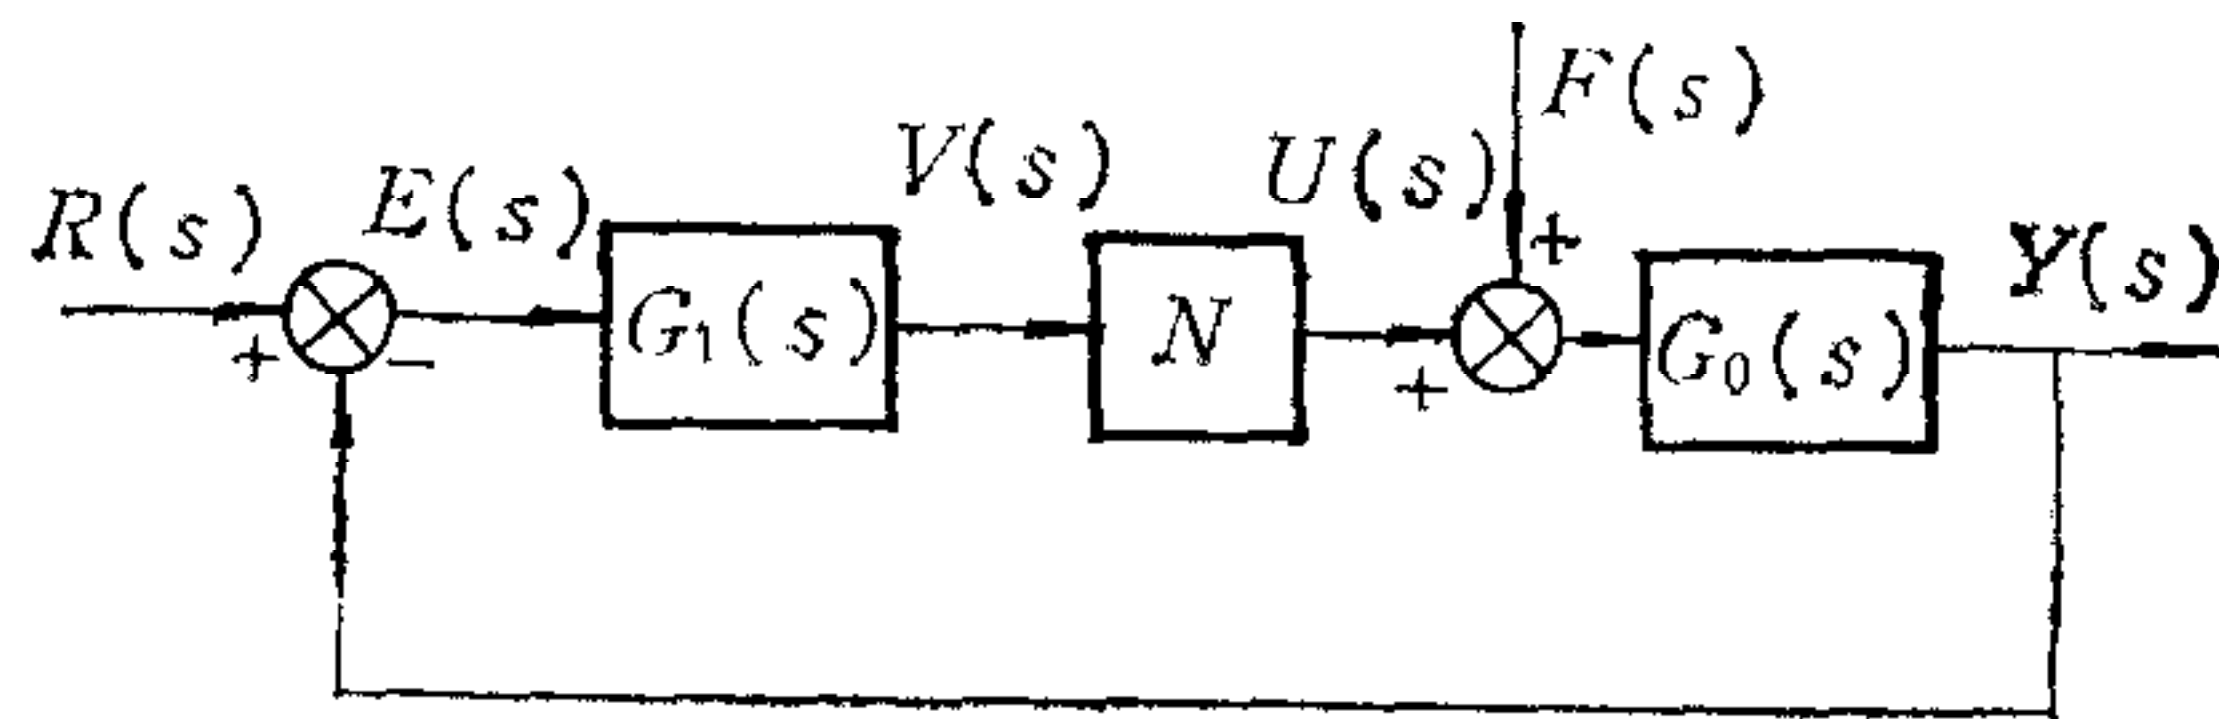 R(s)
E(s)
G₁(s)
V(s)
N
U(s)
F(s)
G₀(s)
Y(s)
+
−
+
+